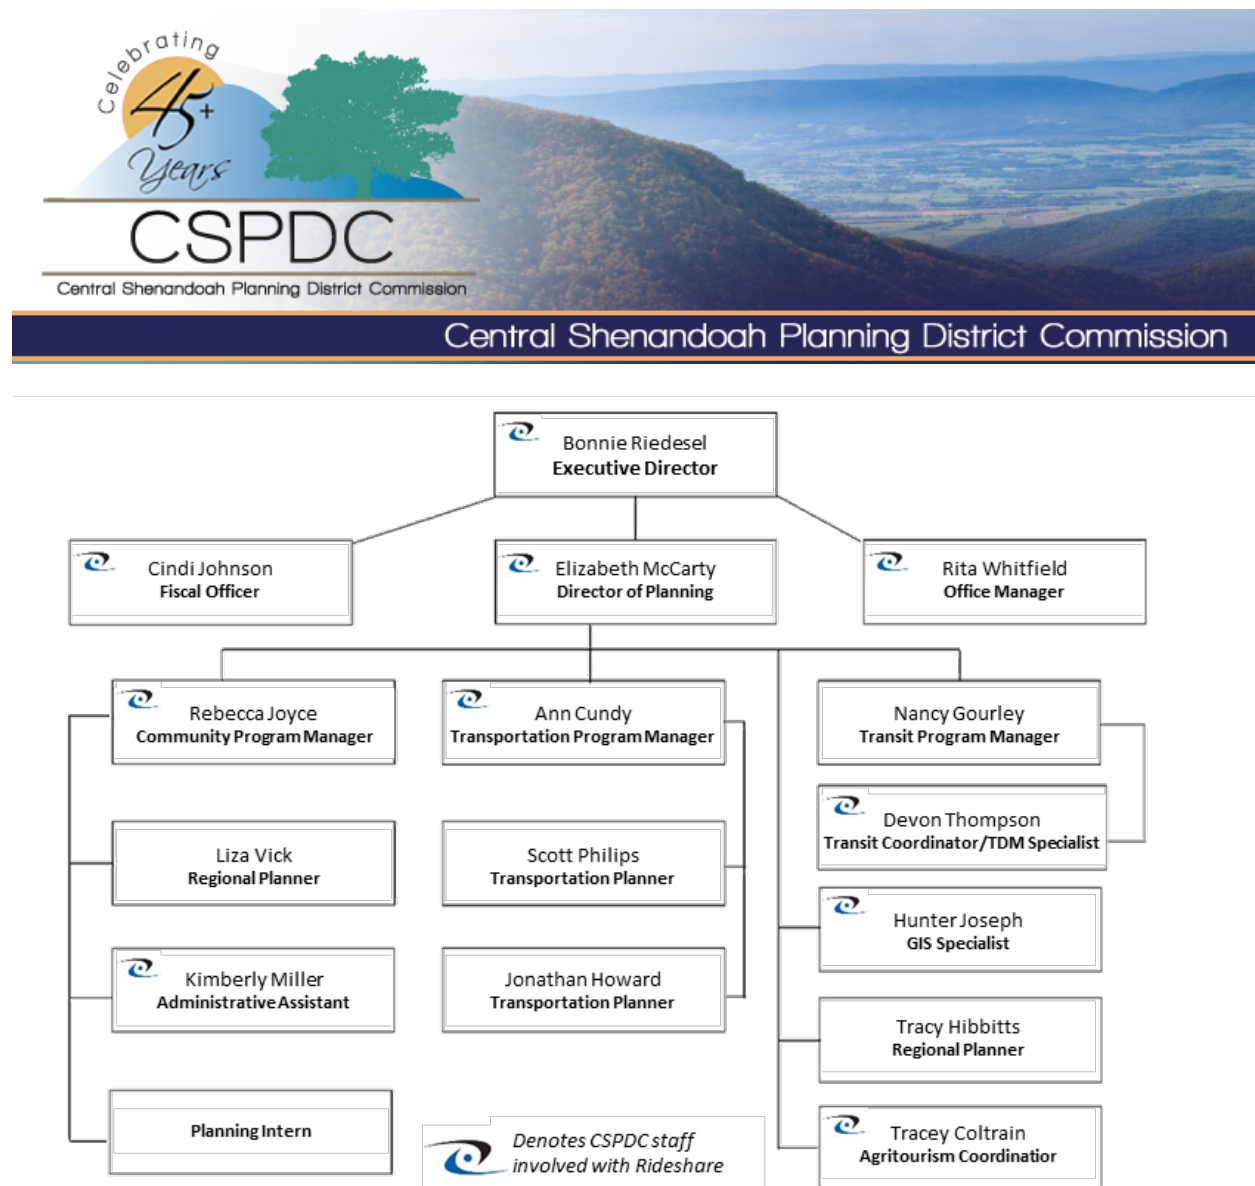 Celebrating
45+
Years
CSPDC
Central Shenandoah Planning District Commission
Central Shenandoah Planning District Commission
Bonnie Riedesel
Executive Director
Cindi Johnson
Fiscal Officer
Elizabeth McCarty
Director of Planning
Rita Whitfield
Office Manager
Rebecca Joyce
Community Program Manager
Ann Cundy
Transportation Program Manager
Nancy Gourley
Transit Program Manager
Devon Thompson
Transit Coordinator/TDM Specialist
Liza Vick
Regional Planner
Scott Philips
Transportation Planner
Hunter Joseph
GIS Specialist
Kimberly Miller
Administrative Assistant
Jonathan Howard
Transportation Planner
Tracy Hibbitts
Regional Planner
Planning Intern
Denotes CSPDC staff
involved with Rideshare
Tracey Coltrain
Agritourism Coordinatior